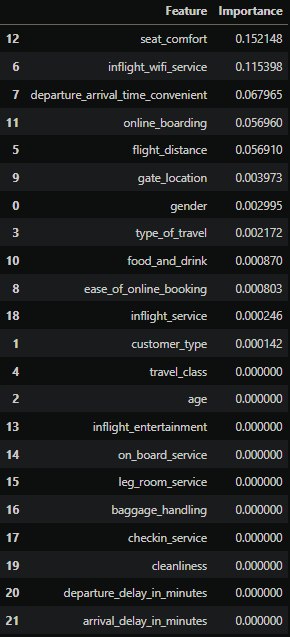 Feature Importance
12 seat_comfort 0.152148
6 inflight_wifi_service 0.115398
7 departure_arrival_time_convenient 0.067965
11 online_boarding 0.056960
5 flight_distance 0.056910
9 gate_location 0.003973
0 gender 0.002995
3 type_of_travel 0.002172
10 food_and_drink 0.000870
8 ease_of_online_booking 0.000803
18 inflight_service 0.000246
1 customer_type 0.000142
4 travel_class 0.000000
2 age 0.000000
13 inflight_entertainment 0.000000
14 on_board_service 0.000000
15 leg_room_service 0.000000
16 baggage_handling 0.000000
17 checkin_service 0.000000
19 cleanliness 0.000000
20 departure_delay_in_minutes 0.000000
21 arrival_delay_in_minutes 0.000000